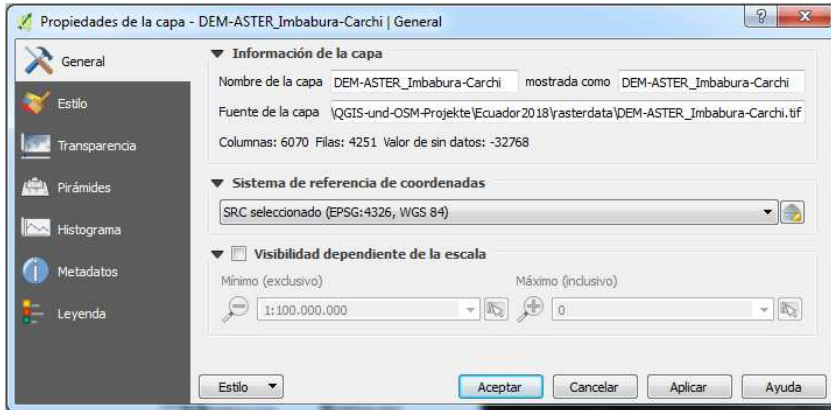 Propiedades de la capa - DEM-ASTER_Imbabura-Carchi | General
General
Estilo
Transparencia
Pirámides
Histograma
Metadatos
Leyenda
Información de la capa
Nombre de la capa DEM-ASTER_Imbabura-Carchi mostrada como DEM-ASTER_Imbabura-Carchi
Fuente de la capa \QGIS-und-OSM-Projekte\Ecuador2018\rasterdata\DEM-ASTER_Imbabura-Carchi.tif
Columnas: 6070 Filas: 4251 Valor de sin datos: -32768
Sistema de referencia de coordenadas
SRC seleccionado (EPSG:4326, WGS 84)
Visibilidad dependiente de la escala
Mínimo (exclusivo) Máximo (inclusivo)
1:100.000.000 0
Estilo Aceptar Cancelar Aplicar Ayuda